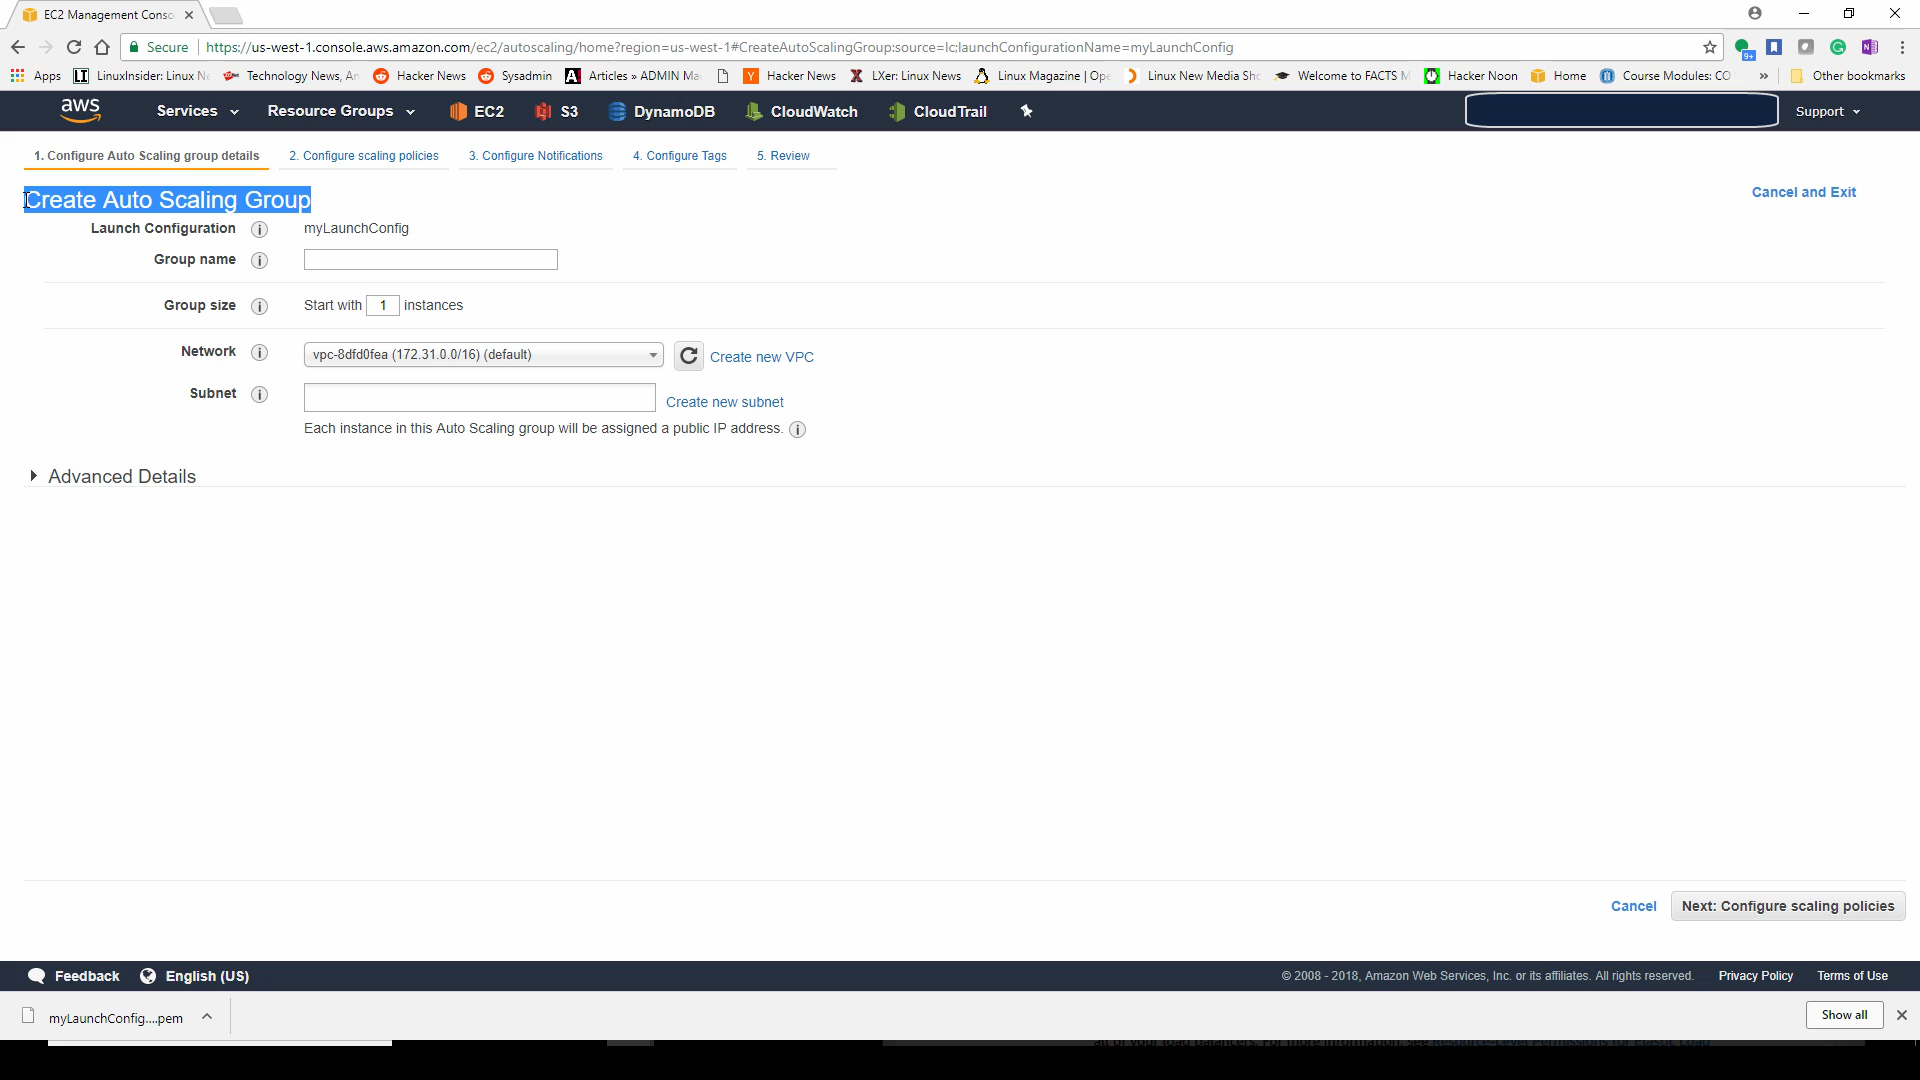 EC2 Management Conso
Secure https://us-west-1.console.aws.amazon.com/ec2/autoscaling/home?region=us-west-1#CreateAutoScalingGroup:source=lc;launchConfigurationName=myLaunchConfig
9+
Apps LinuxInsider: Linux Ne Technology News, An Hacker News Sysadmin Articles » ADMIN Ma Hacker News LXer: Linux News Linux Magazine | Ope Linux New Media Sho Welcome to FACTS M Hacker Noon Home Course Modules: CO » Other bookmarks
aws Services Resource Groups EC2 S3 DynamoDB CloudWatch CloudTrail Support
1. Configure Auto Scaling group details 2. Configure scaling policies 3. Configure Notifications 4. Configure Tags 5. Review
Create Auto Scaling Group Cancel and Exit
Launch Configuration i myLaunchConfig
Group name i
Group size i Start with 1 instances
Network i vpc-8dfd0fea (172.31.0.0/16) (default) Create new VPC
Subnet i Create new subnet
Each instance in this Auto Scaling group will be assigned a public IP address. i
Advanced Details
Cancel Next: Configure scaling policies
Feedback English (US) © 2008 - 2018, Amazon Web Services, Inc. or its affiliates. All rights reserved. Privacy Policy Terms of Use
myLaunchConfig....pem Show all